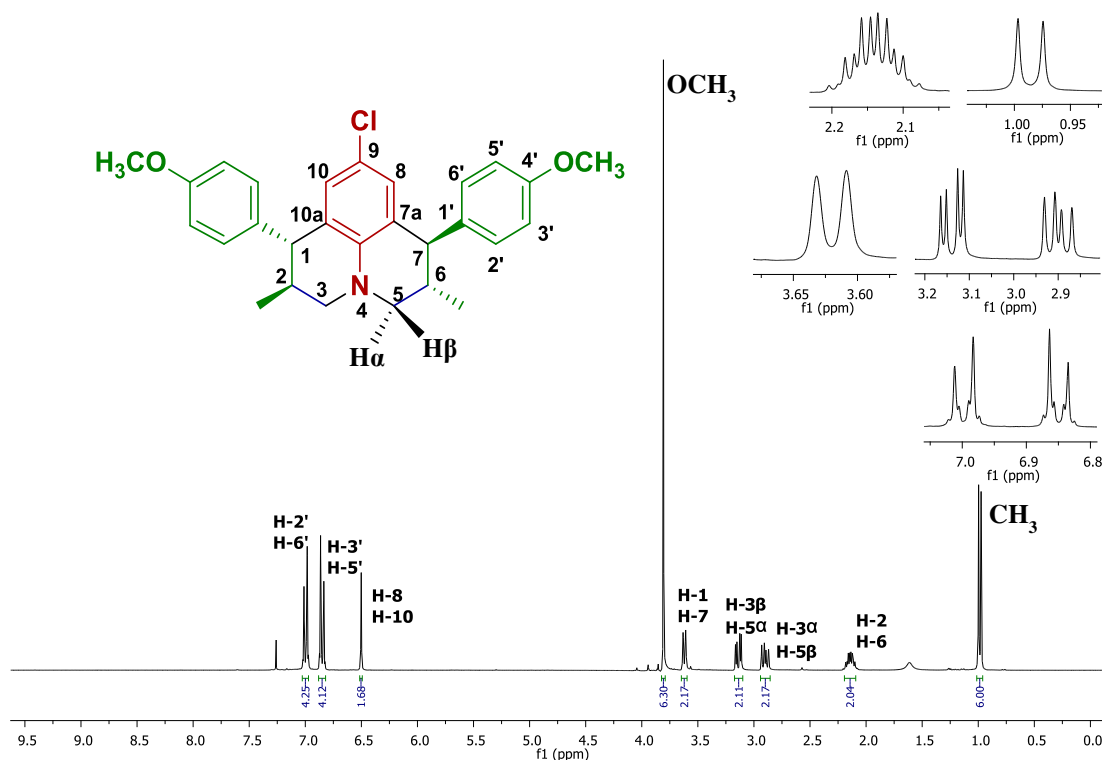 2.2 2.1
f1 (ppm)
1.00 0.95
f1 (ppm)
OCH3
Cl
H3CO
OCH3
10 9 8
10a 7a
1' 2' 3' 4' 5' 6'
1 2 3
N
4 5 6 7
Hα
Hβ
3.65 3.60
f1 (ppm)
3.2 3.1 3.0 2.9
f1 (ppm)
7.0 6.9 6.8
f1 (ppm)
CH3
H-2'
H-6'
H-3'
H-5'
H-8
H-10
H-1
H-7
H-3β
H-5α
H-3α
H-5β
H-2
H-6
4.25 4.12 1.68 6.30 2.17 2.11 2.17 2.04 6.00
9.5 9.0 8.5 8.0 7.5 7.0 6.5 6.0 5.5 5.0 4.5 4.0 3.5 3.0 2.5 2.0 1.5 1.0 0.5 0.0
f1 (ppm)